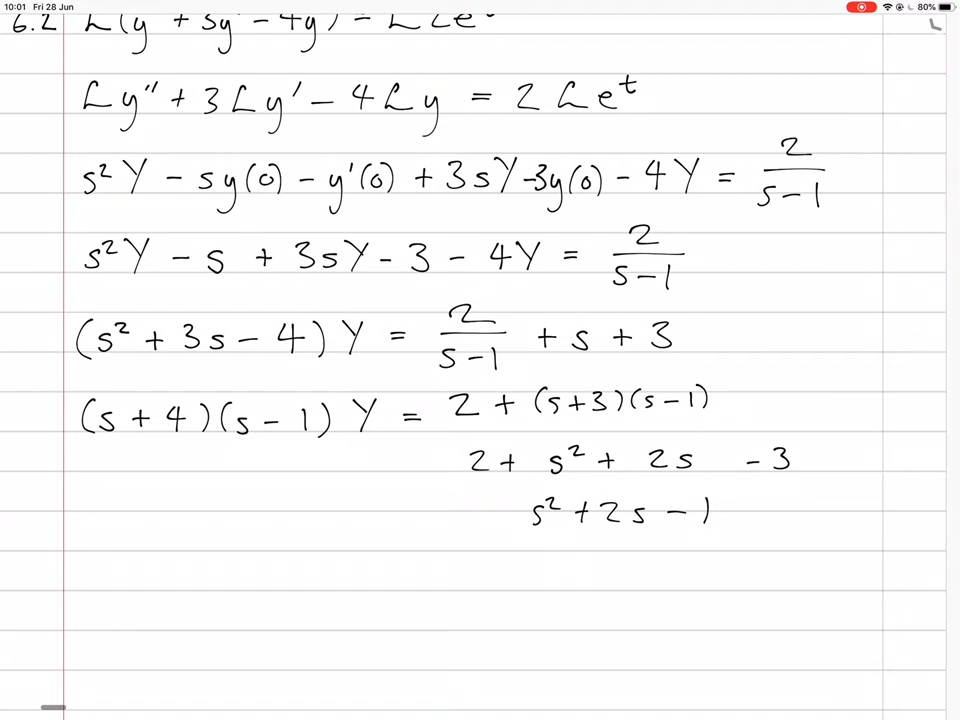 10:01 Fri 28 Jun
80%
6.2
ℒy″ + 3ℒy′ − 4ℒy = 2ℒe^t
s²Y − sy(0) − y′(0) + 3sY − 3y(0) − 4Y = 2/(s−1)
s²Y − s + 3sY − 3 − 4Y = 2/(s−1)
(s² + 3s − 4)Y = 2/(s−1) + s + 3
(s + 4)(s − 1)Y = 2 + (s+3)(s−1)
2 + s² + 2s − 3
s² + 2s − 1